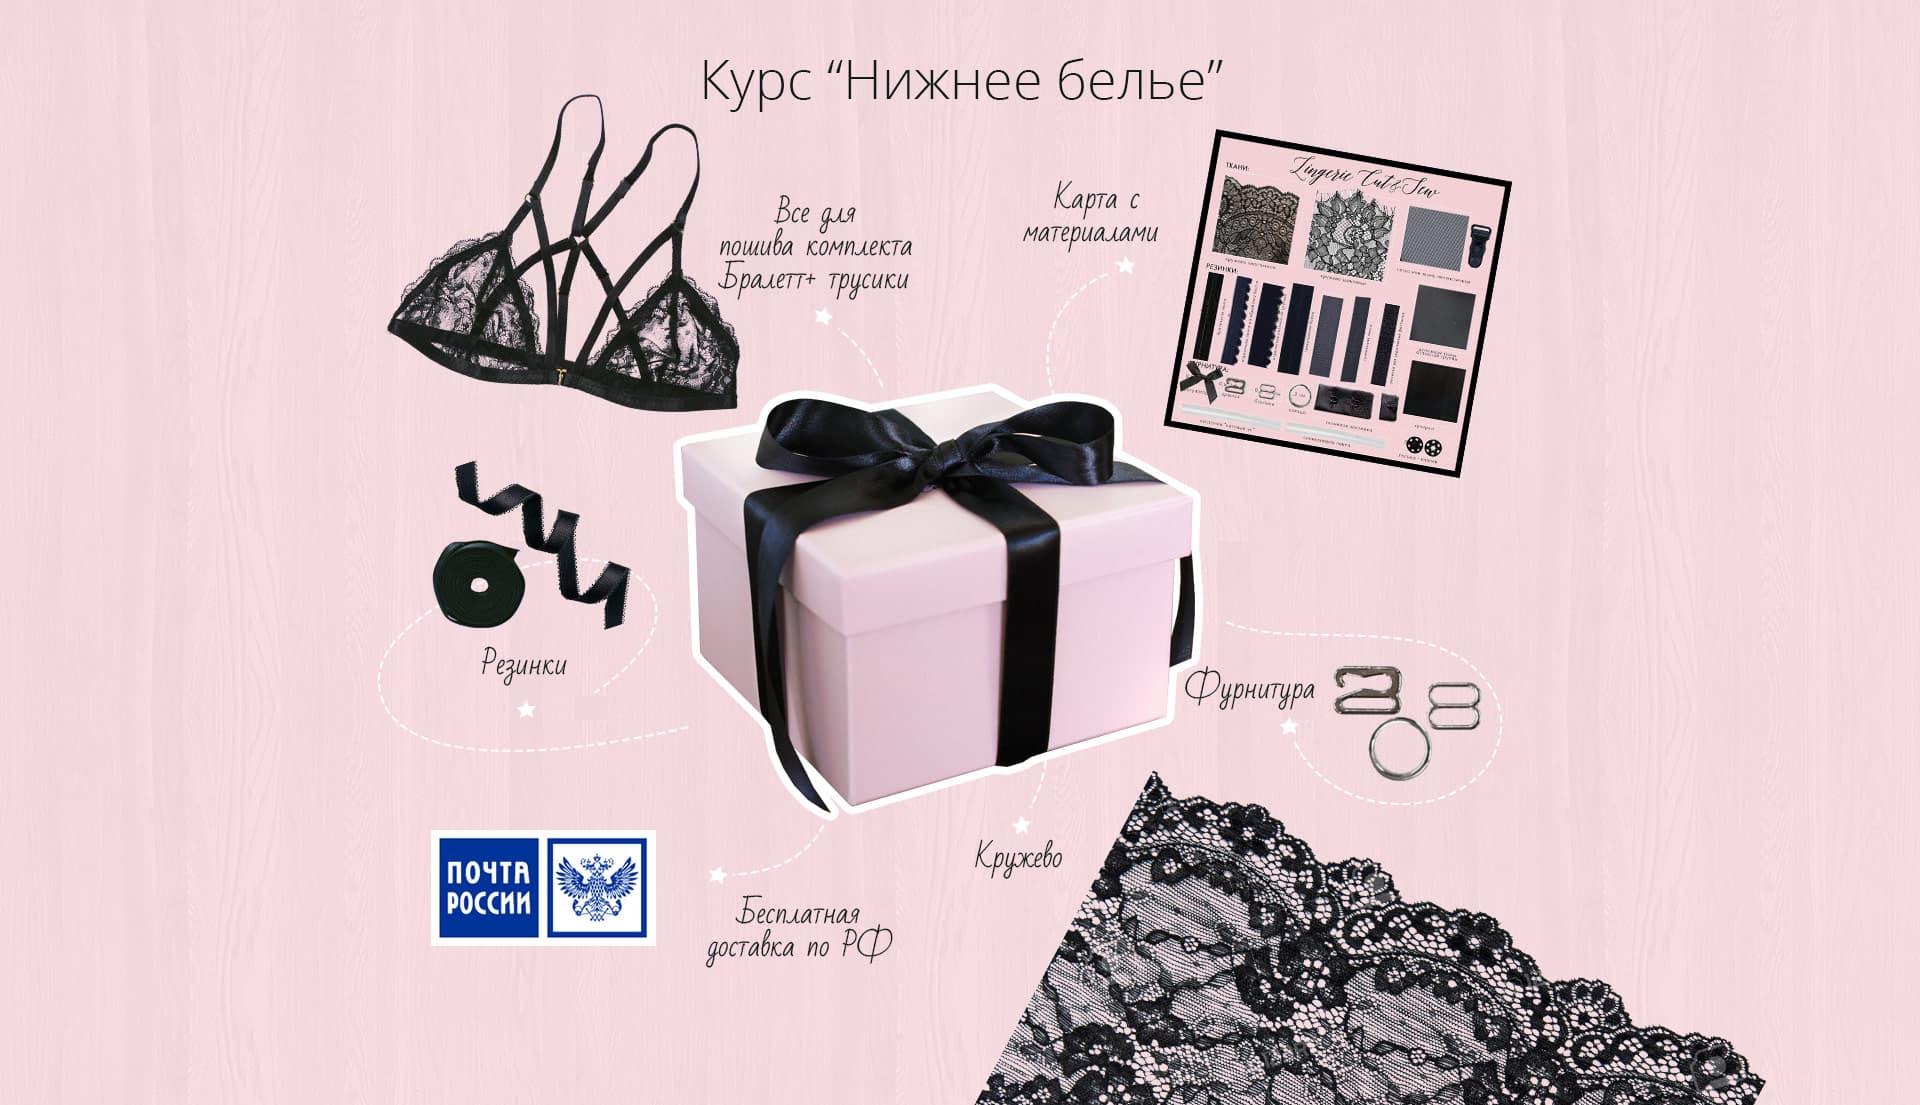 Курс “Нижнее белье”
Все для
пошива комплекта
Бралетт+ трусики
Карта с
материалами
Lingerie Cut&Sew
ТКАНИ:
РЕЗИНКИ:
Резинки
Фурнитура
Кружево
ПОЧТА
РОССИИ
Бесплатная
доставка по РФ